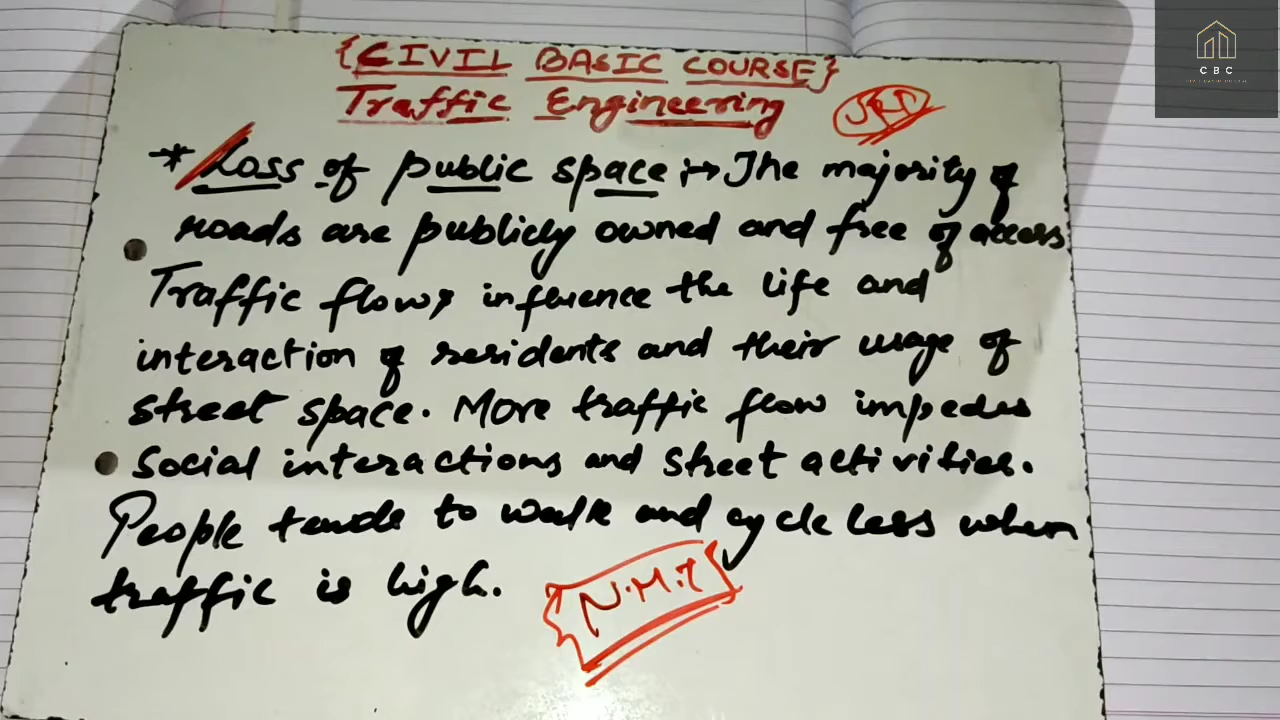 {CIVIL BASIC COURSE}
Traffic Engineering
* Loss of public space :→ The majority of
roads are publicly owned and free of access
Traffic flows influence the life and
interaction of residents and their usage of
street space. More traffic flow impedes
social interactions and street activities.
People tends to walk and cycle less when
traffic is high.
N.M.T
CBC